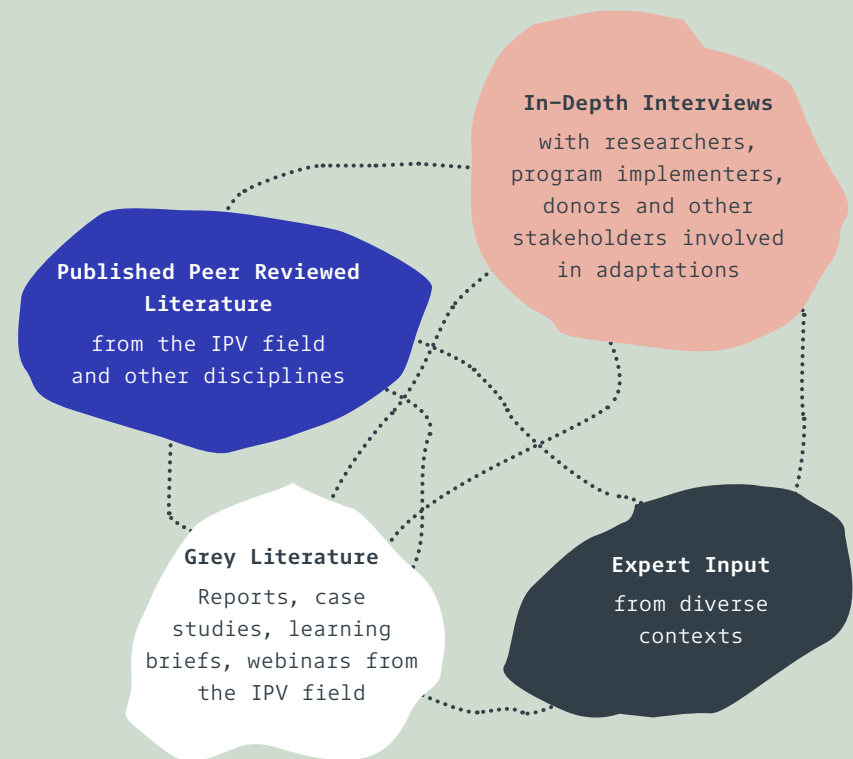 In-Depth Interviews
with researchers,
program implementers,
donors and other
stakeholders involved
in adaptations
Published Peer Reviewed
Literature
from the IPV field
and other disciplines
Grey Literature
Reports, case
studies, learning
briefs, webinars from
the IPV field
Expert Input
from diverse
contexts